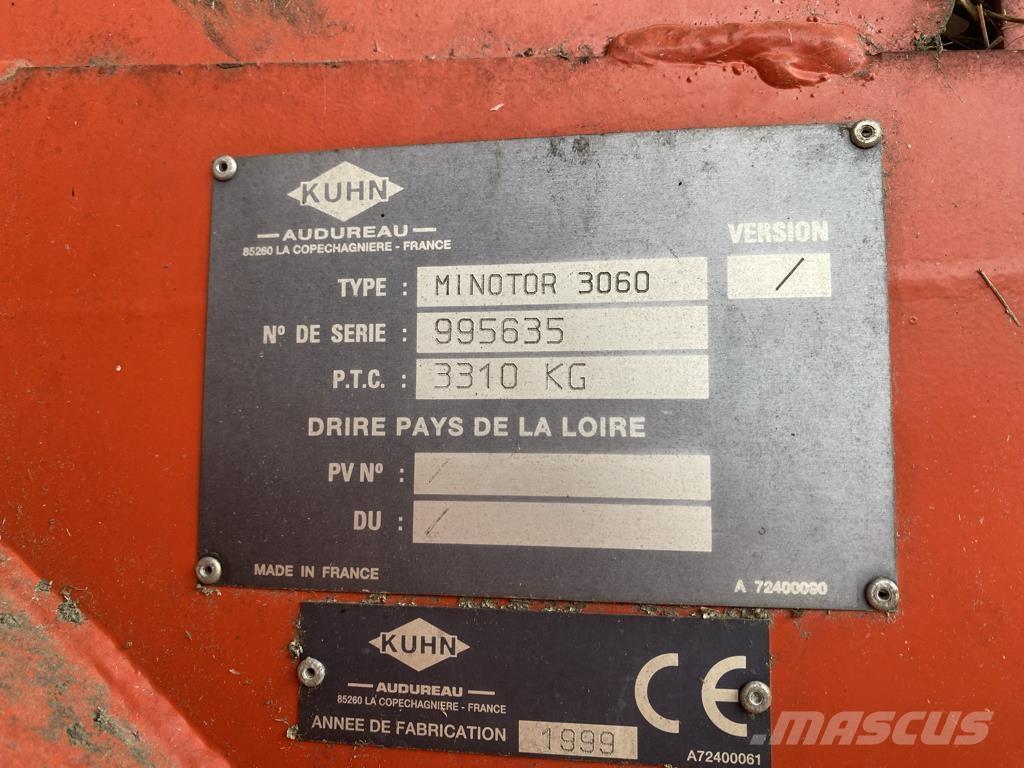 KUHN
AUDUREAU
85260 LA COPECHAGNIERE - FRANCE
VERSION
TYPE : MINOTOR 3060 /
Nº DE SERIE : 995635
P.T.C. : 3310 KG
DRIRE PAYS DE LA LOIRE
PV Nº : /
DU : /
MADE IN FRANCE A 72400090
KUHN
AUDUREAU
85260 LA COPECHAGNIERE - FRANCE
CE
ANNEE DE FABRICATION 1999
A72400061
MASCUS